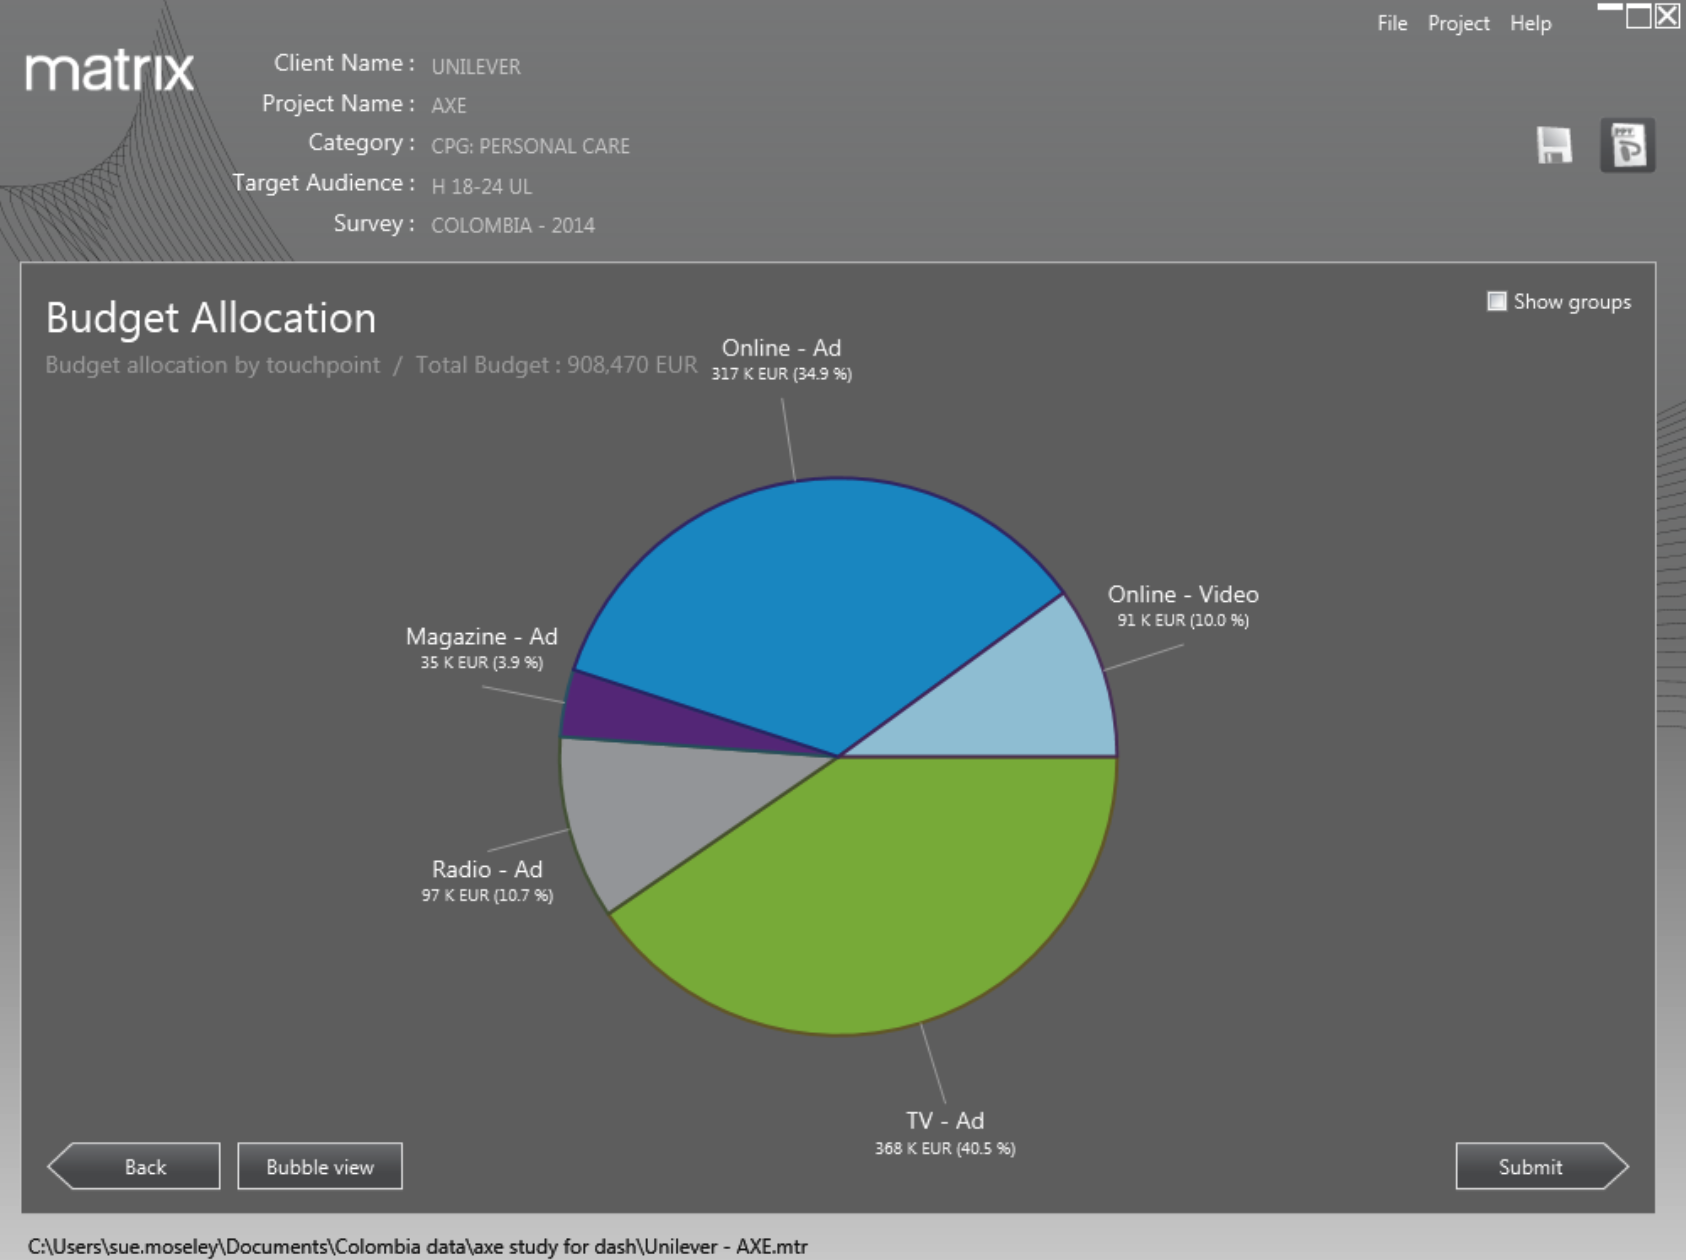 File Project Help
matrix
Client Name : UNILEVER
Project Name : AXE
Category : CPG: PERSONAL CARE
Target Audience : H 18-24 UL
Survey : COLOMBIA - 2014
PPT
P
Budget Allocation
Show groups
Budget allocation by touchpoint / Total Budget : 908,470 EUR
Online - Ad
317 K EUR (34.9 %)
Online - Video
91 K EUR (10.0 %)
Magazine - Ad
35 K EUR (3.9 %)
Radio - Ad
97 K EUR (10.7 %)
TV - Ad
368 K EUR (40.5 %)
Back
Bubble view
Submit
C:\Users\sue.moseley\Documents\Colombia data\axe study for dash\Unilever - AXE.mtr